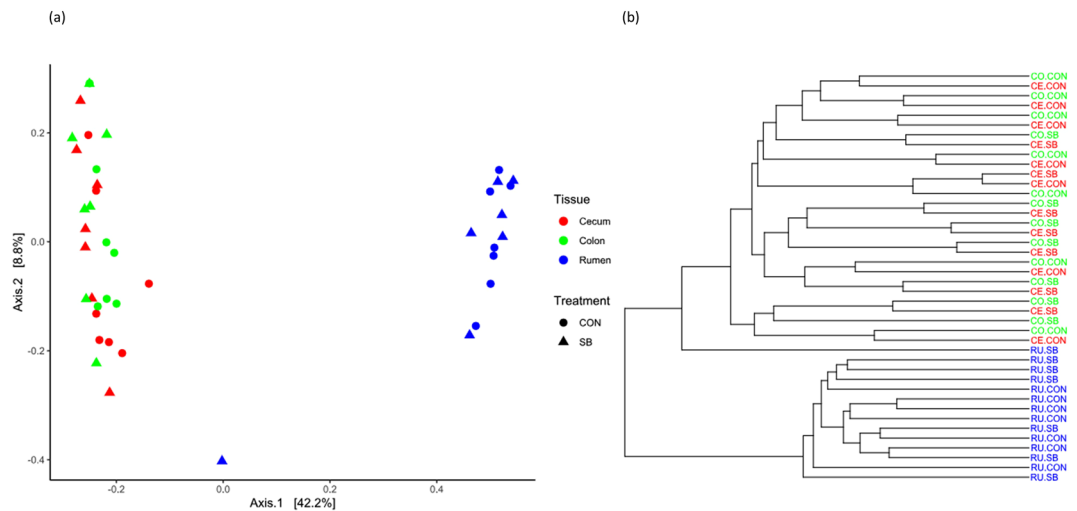 (a)
(b)
0.2
0.0
-0.2
-0.4
-0.2
0.0
0.2
0.4
Axis.2 [8.8%]
Axis.1 [42.2%]
Tissue
Cecum
Colon
Rumen
Treatment
CON
SB
CO.CON
CE.CON
CO.CON
CE.CON
CO.CON
CE.CON
CO.SB
CE.SB
CO.CON
CE.CON
CE.SB
CE.CON
CO.CON
CO.SB
CE.SB
CO.SB
CE.SB
CO.SB
CE.SB
CO.CON
CE.CON
CO.SB
CE.SB
CO.SB
CE.SB
CO.SB
CO.CON
CE.CON
RU.SB
RU.SB
RU.SB
RU.SB
RU.CON
RU.CON
RU.CON
RU.CON
RU.SB
RU.CON
RU.CON
RU.SB
RU.CON
RU.SB